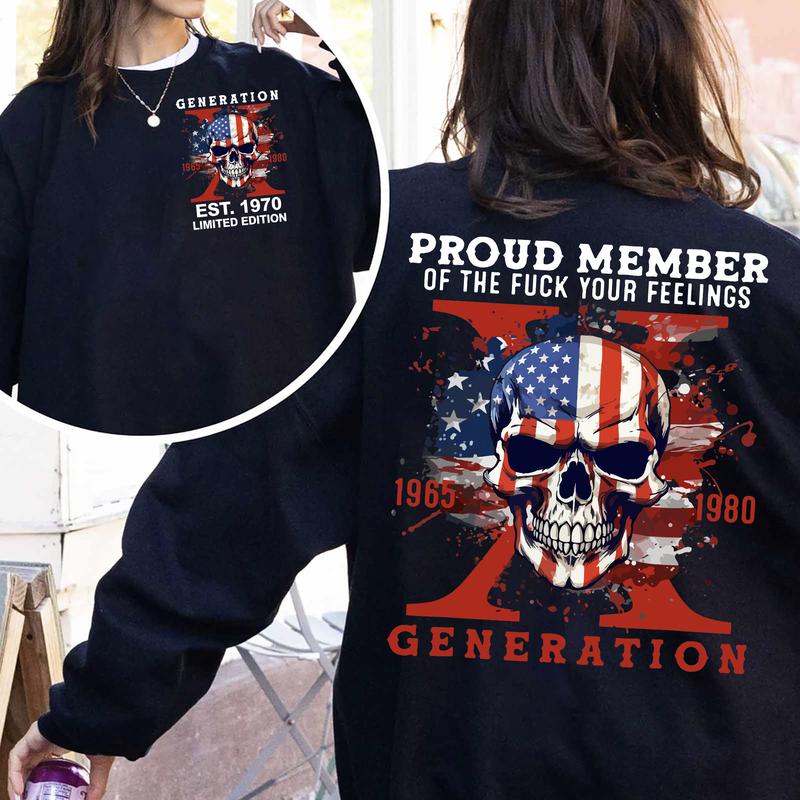 GENERATION
X
1965
1980
EST. 1970
LIMITED EDITION
PROUD MEMBER
OF THE FUCK YOUR FEELINGS
X
1965
1980
GENERATION